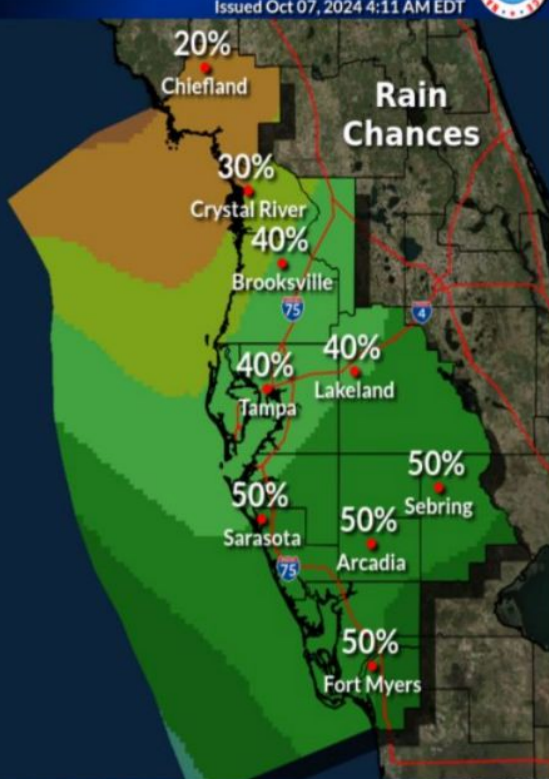 Issued Oct 07, 2024 4:11 AM EDT
Rain
Chances
20%
Chiefland
30%
Crystal River
40%
Brooksville
75
4
40%
Tampa
40%
Lakeland
50%
Sebring
50%
Sarasota
50%
Arcadia
75
50%
Fort Myers